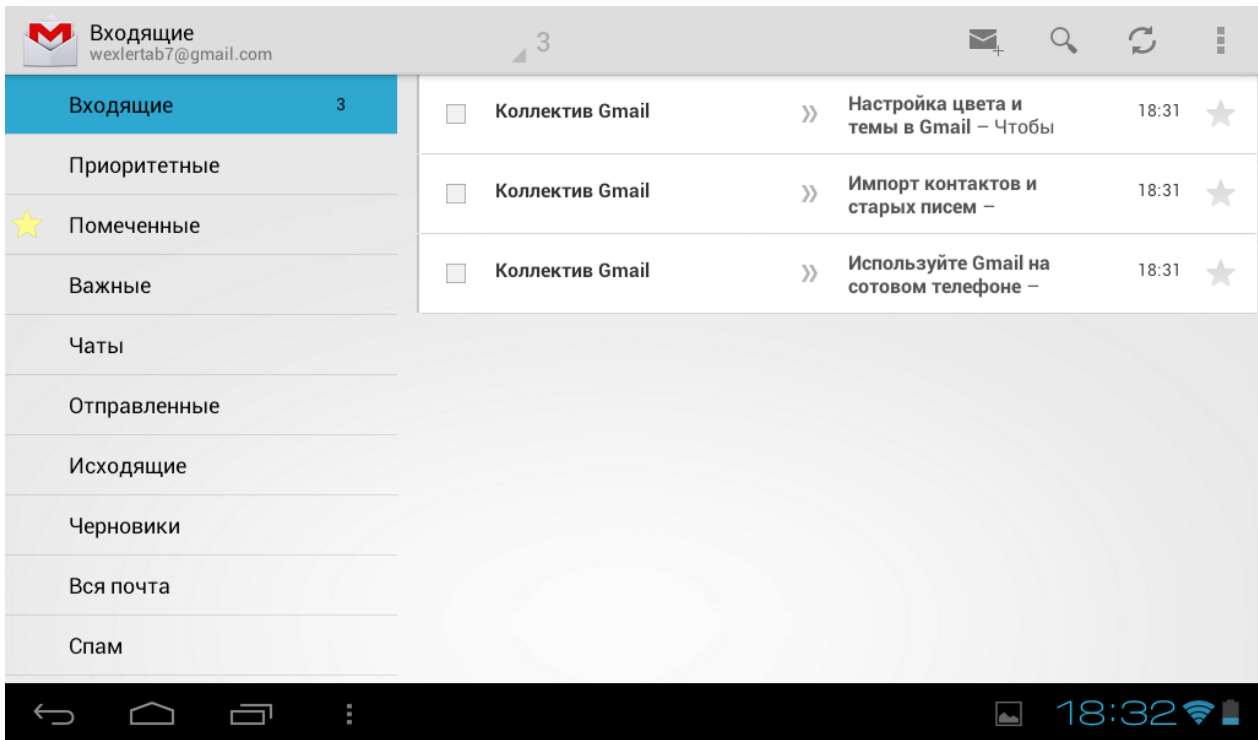 Входящие
wexlertab7@gmail.com
3
Входящие 3
Приоритетные
Помеченные
Важные
Чаты
Отправленные
Исходящие
Черновики
Вся почта
Спам
Коллектив Gmail » Настройка цвета и 18:31
темы в Gmail – Чтобы
Коллектив Gmail » Импорт контактов и 18:31
старых писем –
Коллектив Gmail » Используйте Gmail на 18:31
сотовом телефоне –
18:32